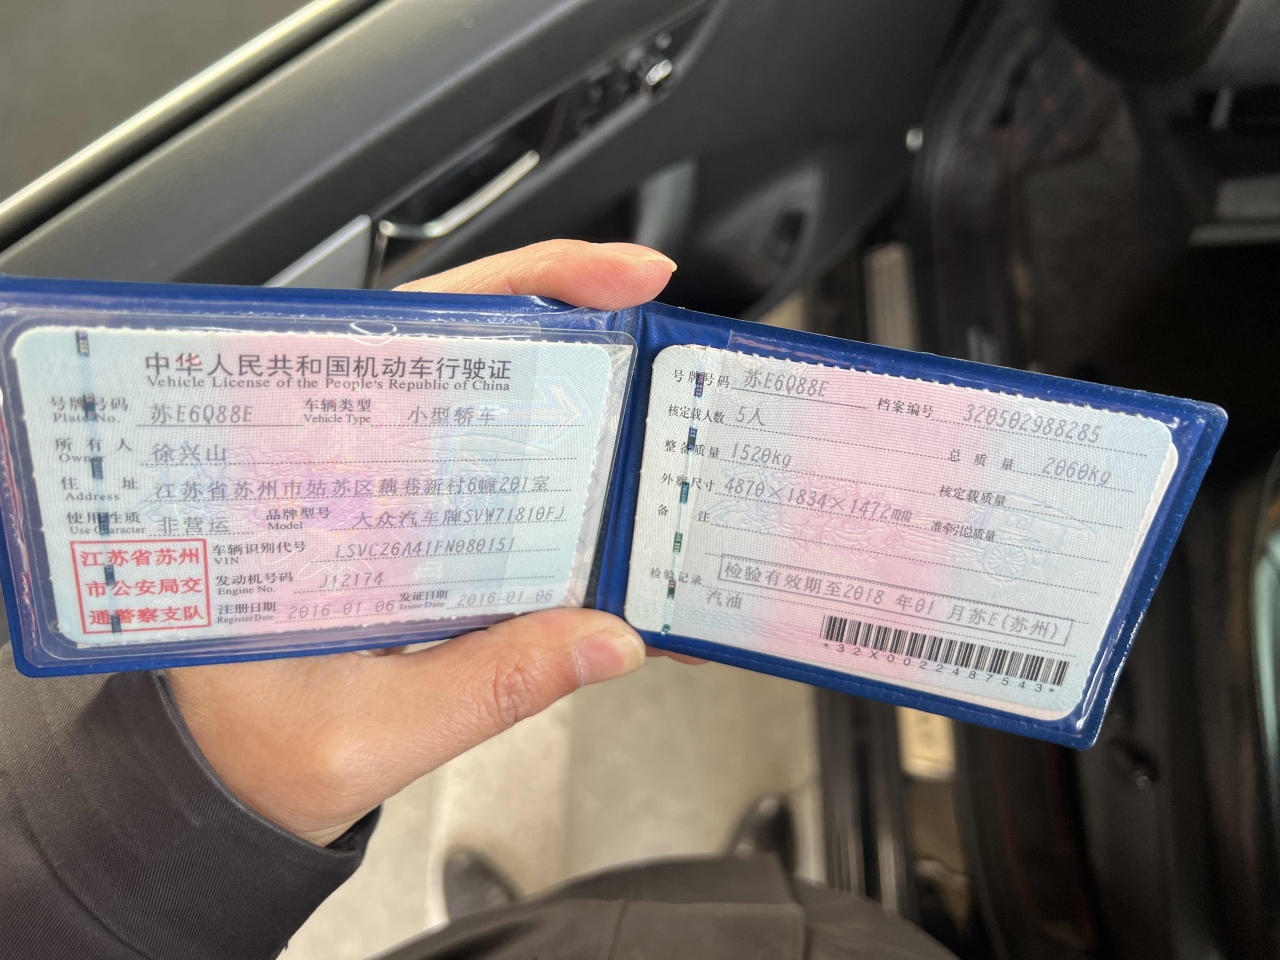 中华人民共和国机动车行驶证
Vehicle License of the People's Republic of China
号牌号码 苏E6Q88E 车辆类型 小型轿车
Plate No. Vehicle Type
所有人 徐兴山
Owner
住址 江苏省苏州市姑苏区藕巷新村6幢201室
Address
使用性质 非营运 品牌型号 大众汽车牌SVW71810FJ
Use Character Model
车辆识别代号 LSVCZ6A41FN080151
VIN
发动机号码 J12174
Engine No.
注册日期 2016-01-06 发证日期 2016-01-06
Register Date Issue Date
江苏省苏州
市公安局交
通警察支队
号牌号码 苏E6Q88E 档案编号 320502988285
核定载人数 5人 总质量 2060kg
整备质量 1520kg 核定载质量
外廓尺寸 4870×1834×1472mm 准牵引总质量
备注
检验记录 检验有效期至2018年01月苏E(苏州)
汽油
*32X0022487543*